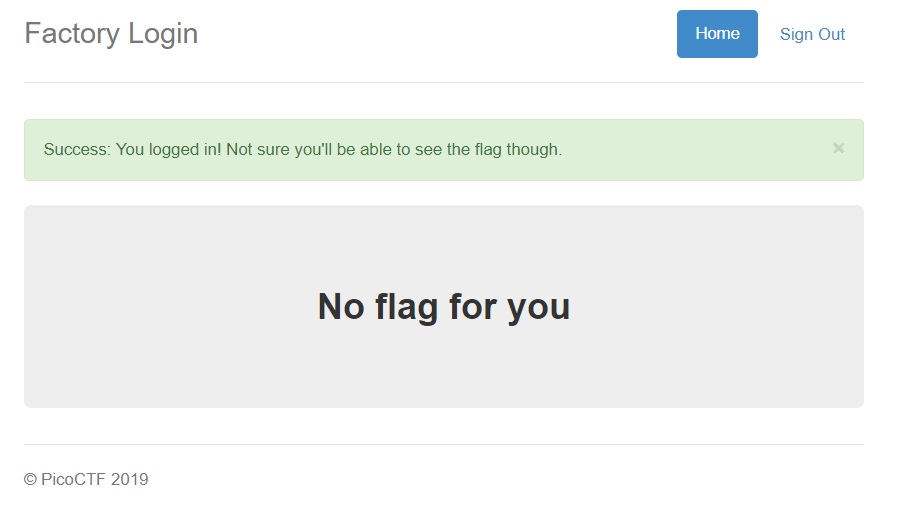 Factory Login
Home
Sign Out
Success: You logged in! Not sure you'll be able to see the flag though.
×
No flag for you
© PicoCTF 2019